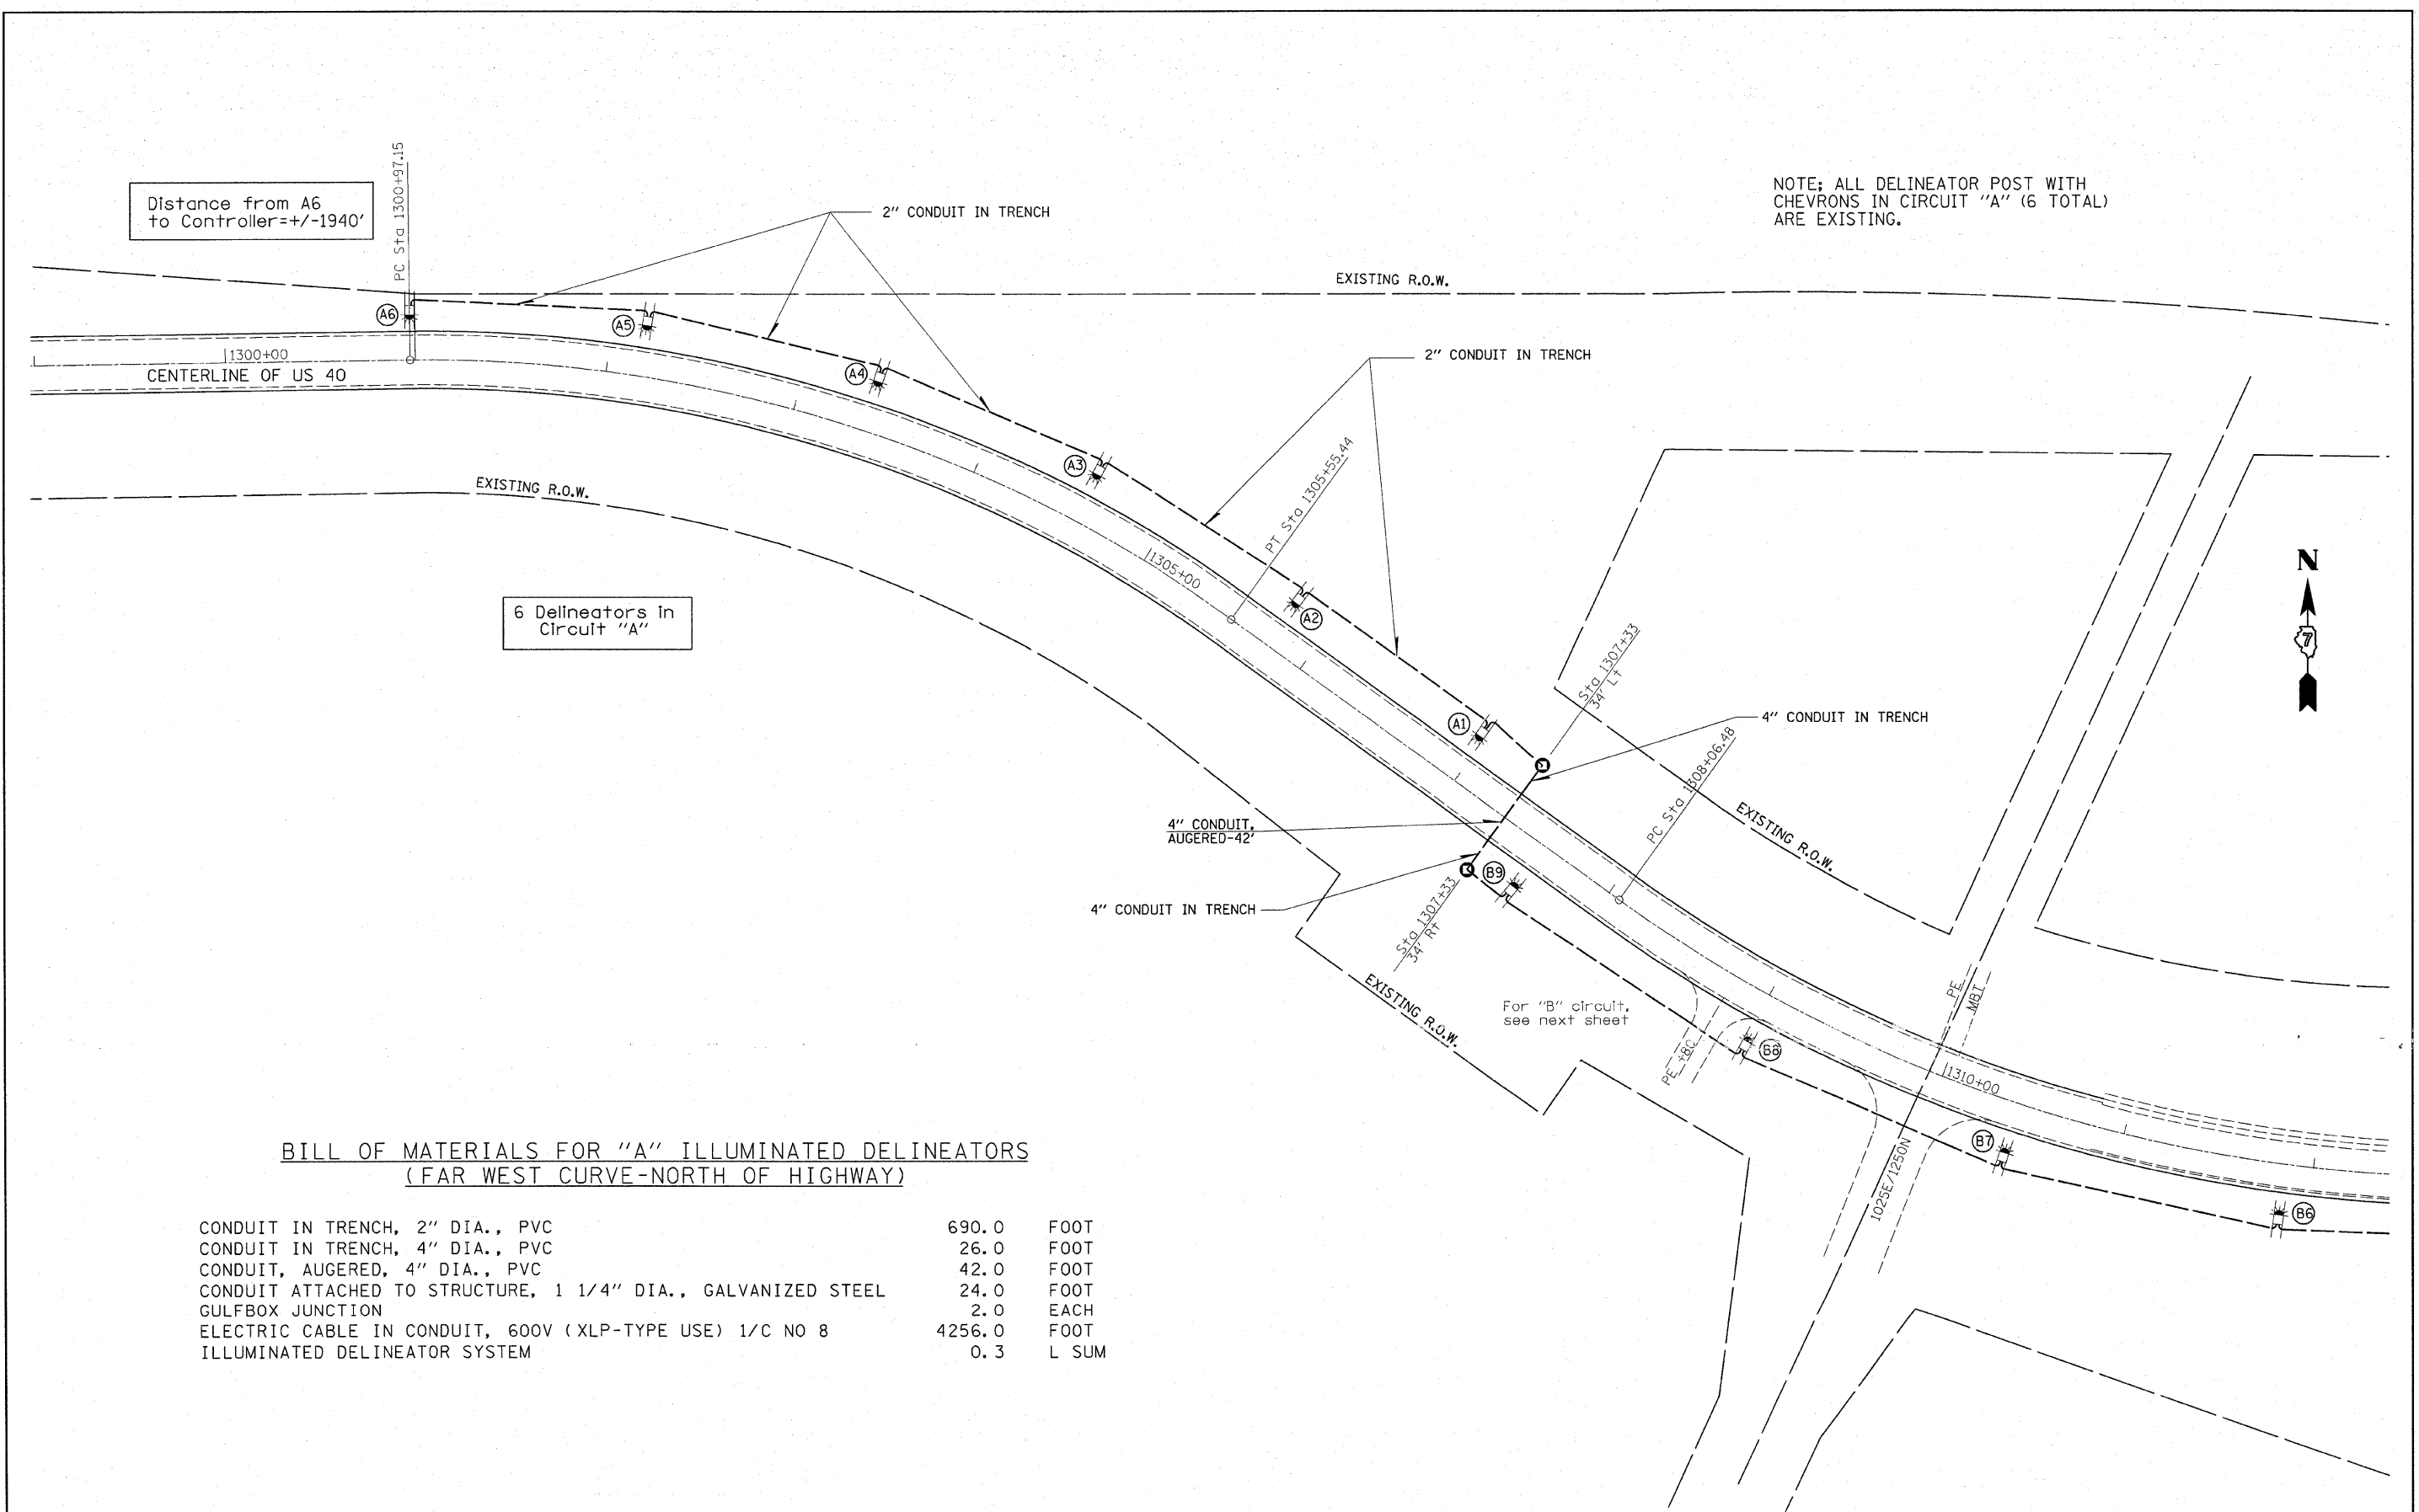 Distance from A6
to Controller=+/-1940'
PC Sta 1300+97.15
2" CONDUIT IN TRENCH
NOTE; ALL DELINEATOR POST WITH
CHEVRONS IN CIRCUIT "A" (6 TOTAL)
ARE EXISTING.
EXISTING R.O.W.
A6
A5
1300+00
CENTERLINE OF US 40
A4
2" CONDUIT IN TRENCH
A3
EXISTING R.O.W.
PT Sta 1305+55.44
1305+00
N
7
6 Delineators in
Circuit "A"
A2
Sta 1307+33
34' Lt
A1
4" CONDUIT IN TRENCH
PC Sta 1308+06.48
EXISTING R.O.W.
4" CONDUIT,
AUGERED-42'
B9
4" CONDUIT IN TRENCH
Sta 1307+33
34' Rt
EXISTING R.O.W.
For "B" circuit,
see next sheet
PE
MBT
PE +80
B8
1310+00
B7
1025E/1250N
B6
BILL OF MATERIALS FOR "A" ILLUMINATED DELINEATORS
(FAR WEST CURVE-NORTH OF HIGHWAY)
CONDUIT IN TRENCH, 2" DIA., PVC 690.0 FOOT
CONDUIT IN TRENCH, 4" DIA., PVC 26.0 FOOT
CONDUIT, AUGERED, 4" DIA., PVC 42.0 FOOT
CONDUIT ATTACHED TO STRUCTURE, 1 1/4" DIA., GALVANIZED STEEL 24.0 FOOT
GULFBOX JUNCTION 2.0 EACH
ELECTRIC CABLE IN CONDUIT, 600V (XLP-TYPE USE) 1/C NO 8 4256.0 FOOT
ILLUMINATED DELINEATOR SYSTEM 0.3 L SUM